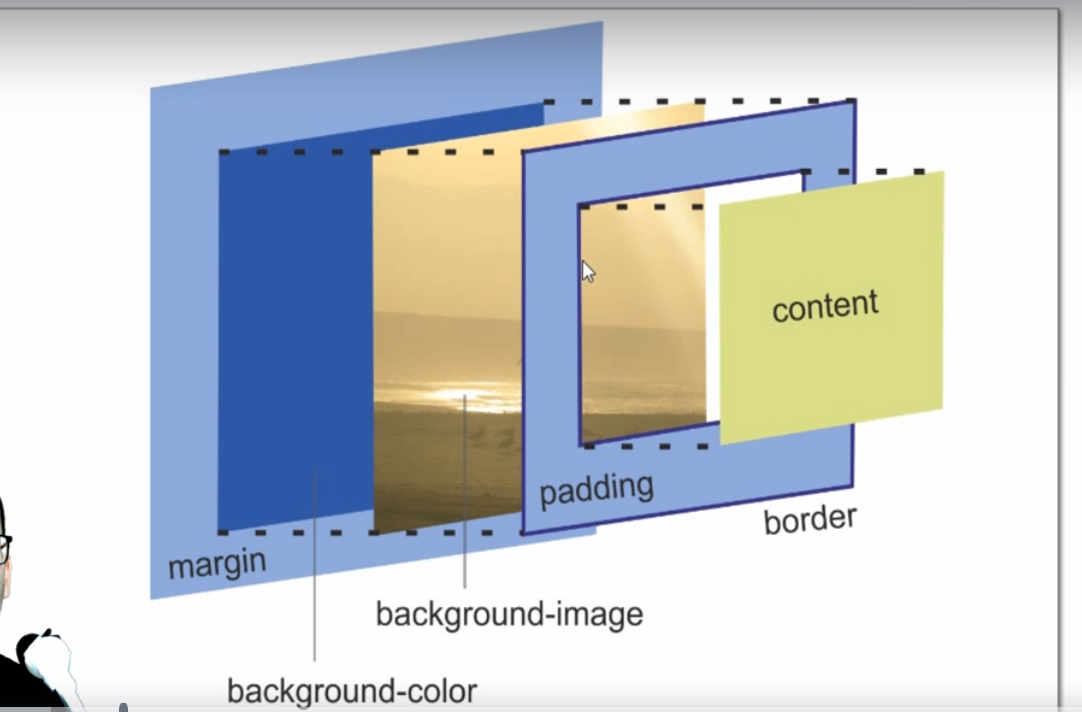 content
padding
border
margin
background-image
background-color